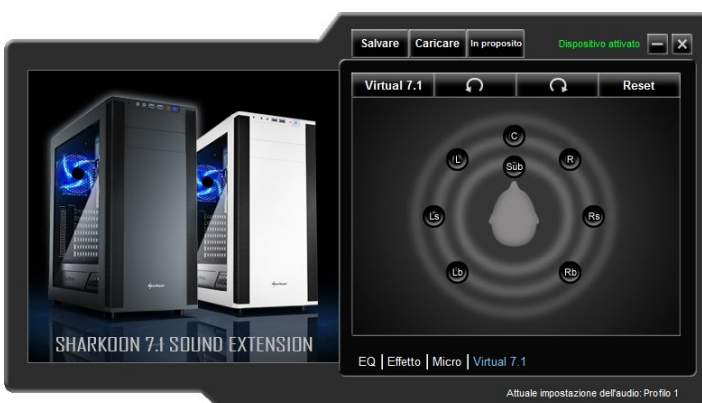 Salvare Caricare In proposito Dispositivo attivato
Virtual 7.1 Reset
C
L R
Sub
Ls Rs
Lb Rb
SHARKOON 7.1 SOUND EXTENSION
EQ Effetto Micro Virtual 7.1
Attuale impostazione dell'audio: Profilo 1